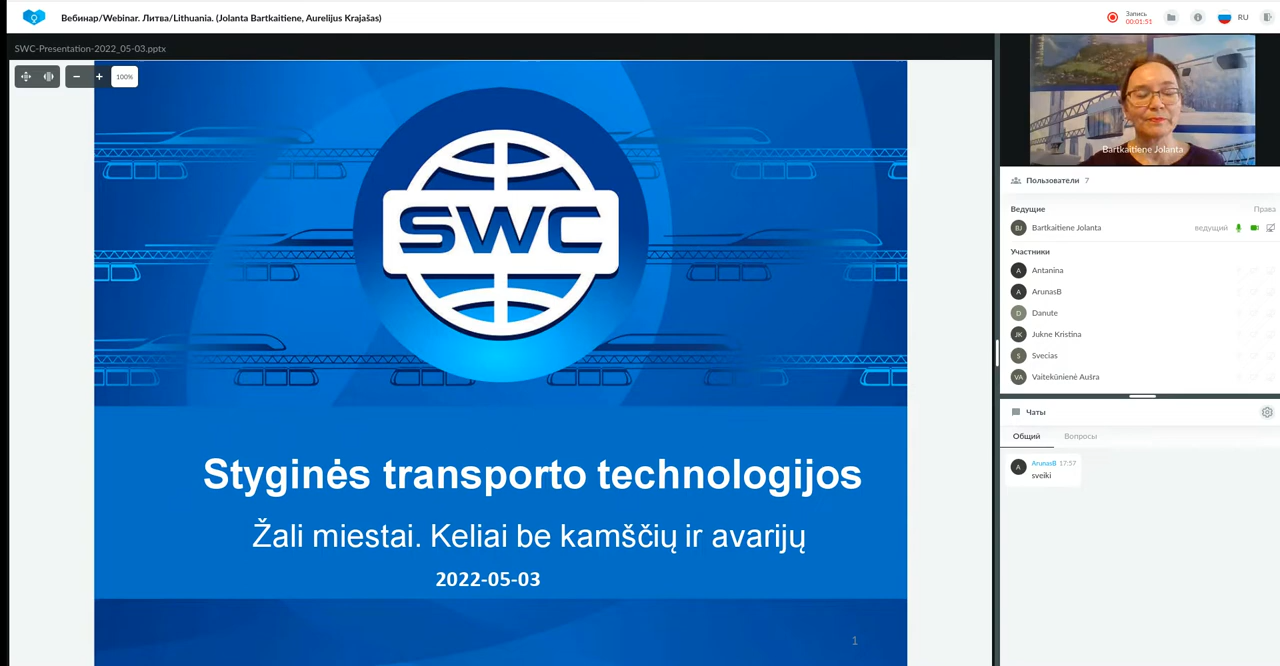 Вебинар/Webinar. Литва/Lithuania. (Jolanta Bartkaitiene, Aurelijus Krajašas)
Запись
00:01:51
RU
SWC-Presentation-2022_05-03.pptx
100%
SWC
Styginės transporto technologijos
Žali miestai. Keliai be kamščių ir avarijų
2022-05-03
1
Bartkaitiene Jolanta
Пользователи 7
Ведущие Права
BJ Bartkaitiene Jolanta ведущий
Участники
A Antanina
A ArunasB
D Danute
JK Jukne Kristina
S Svecias
VA Vaitekūnienė Aušra
Чаты
Общий Вопросы
A ArunasB 17:57
sveiki